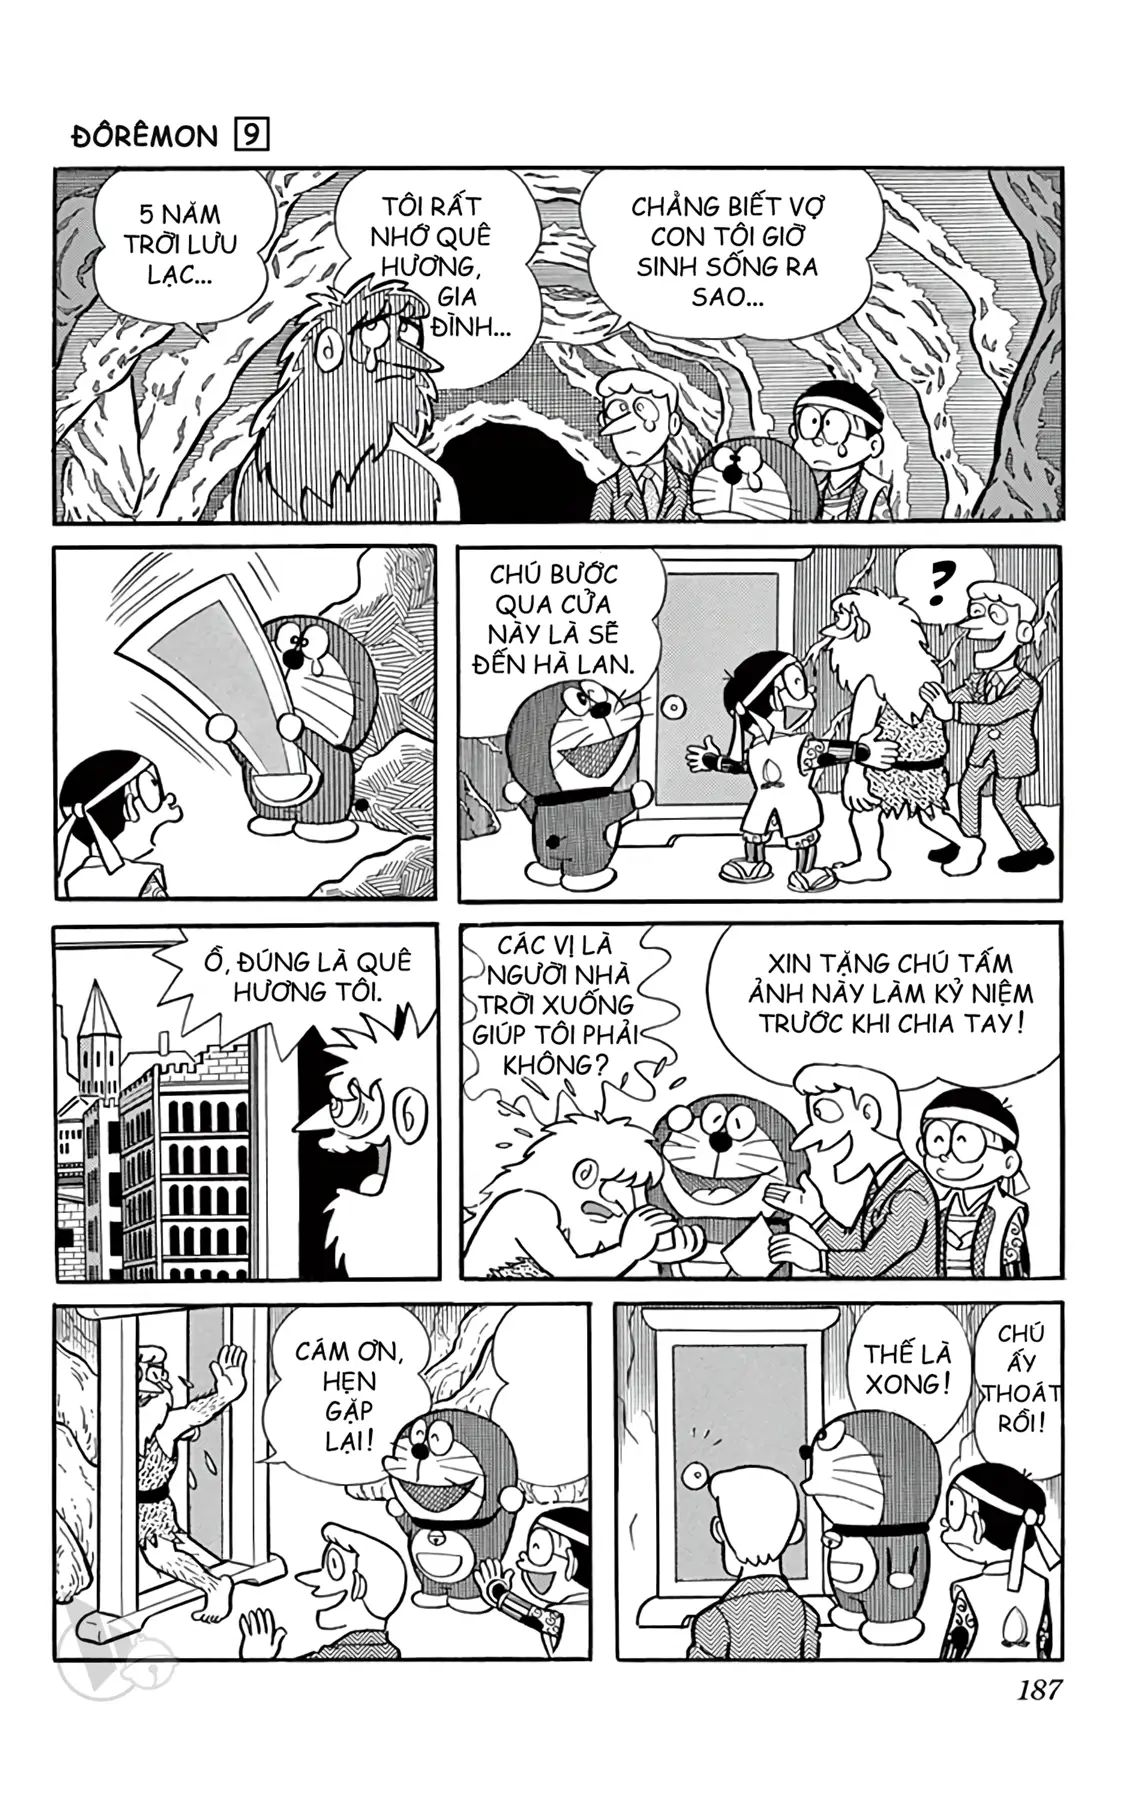 ĐÔRÊMON 9
5 NĂM
TRỜI LƯU
LẠC...
TÔI RẤT
NHỚ QUÊ
HƯƠNG,
GIA
ĐÌNH...
CHẲNG BIẾT VỢ
CON TÔI GIỜ
SINH SỐNG RA
SAO...
CHÚ BƯỚC
QUA CỬA
NÀY LÀ SẼ
ĐẾN HÀ LAN.
?
Ồ, ĐÚNG LÀ QUÊ
HƯƠNG TÔI.
CÁC VỊ LÀ
NGƯỜI NHÀ
TRỜI XUỐNG
GIÚP TÔI PHẢI
KHÔNG?
XIN TẶNG CHÚ TẤM
ẢNH NÀY LÀM KỶ NIỆM
TRƯỚC KHI CHIA TAY!
CÁM ƠN,
HẸN
GẶP
LẠI!
THẾ LÀ
XONG!
CHÚ
ẤY
THOÁT
RỒI!
187